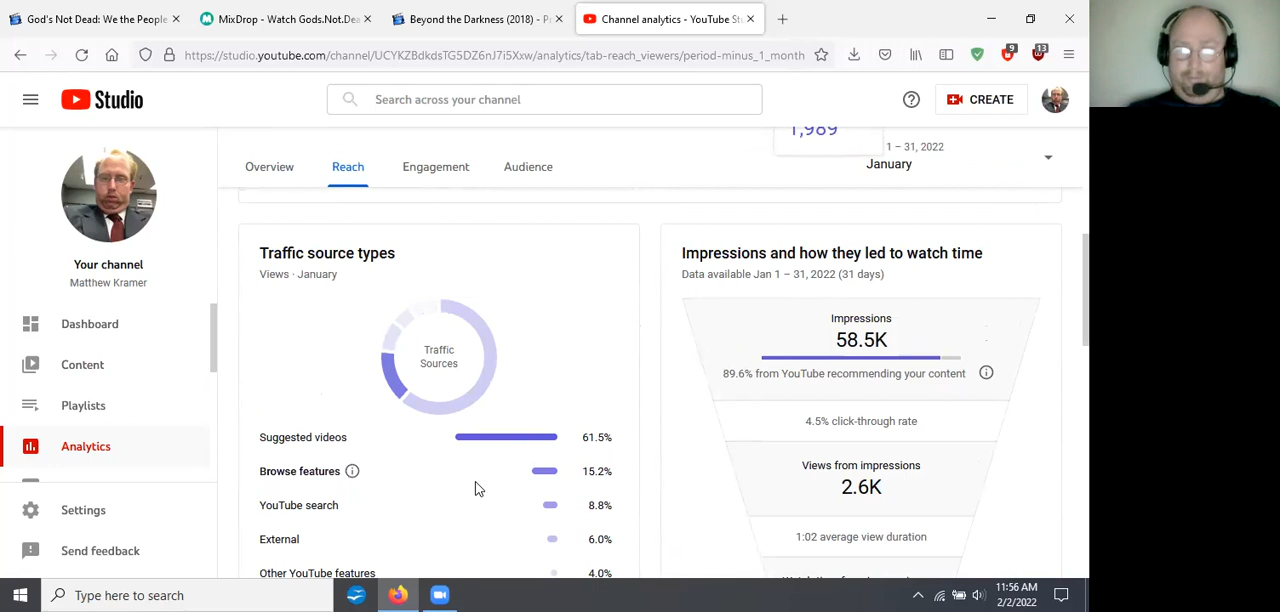 God's Not Dead: We the People
MixDrop - Watch Gods.Not.Dea
Beyond the Darkness (2018) - P
Channel analytics - YouTube St
https://studio.youtube.com/channel/UCYKZBdkdsTG5DZ6nJ7i5Xxw/analytics/tab-reach_viewers/period-minus_1_month
9
13
Studio
Search across your channel
CREATE
1,989
1 – 31, 2022
January
Overview
Reach
Engagement
Audience
Your channel
Matthew Kramer
Dashboard
Content
Playlists
Analytics
Settings
Send feedback
Traffic source types
Views · January
Traffic
Sources
Suggested videos 61.5%
Browse features 15.2%
YouTube search 8.8%
External 6.0%
Other YouTube features 4.0%
Impressions and how they led to watch time
Data available Jan 1 – 31, 2022 (31 days)
Impressions
58.5K
89.6% from YouTube recommending your content
4.5% click-through rate
Views from impressions
2.6K
1:02 average view duration
Type here to search
11:56 AM
2/2/2022